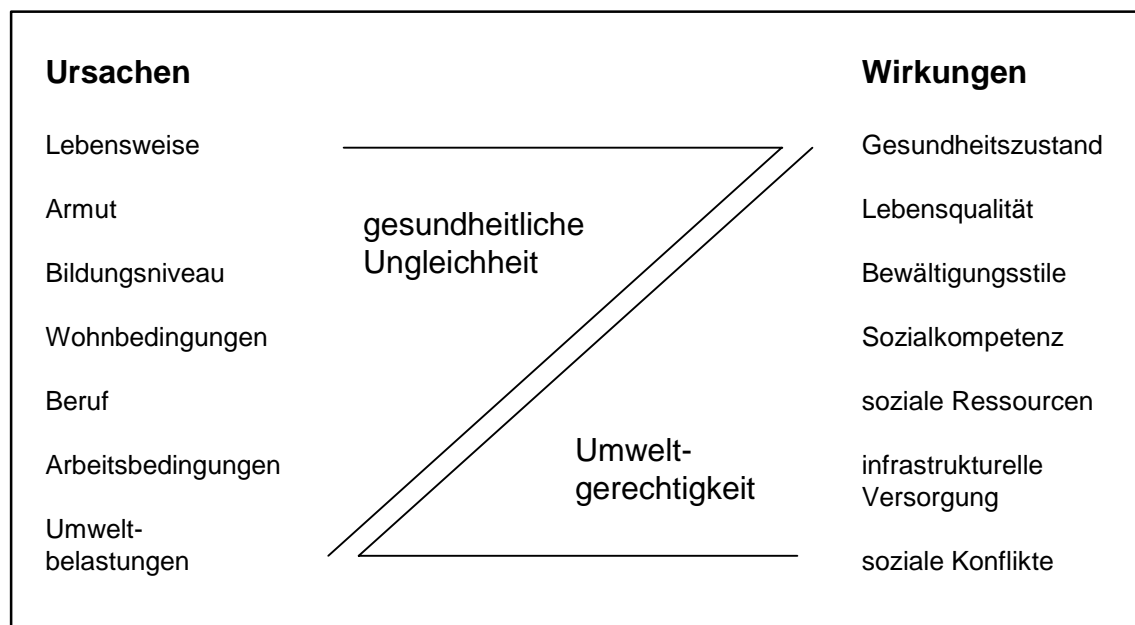 Ursachen
Wirkungen
Lebensweise
Gesundheitszustand
Armut
Lebensqualität
gesundheitliche
Ungleichheit
Bildungsniveau
Bewältigungsstile
Wohnbedingungen
Sozialkompetenz
Beruf
soziale Ressourcen
Umwelt-
gerechtigkeit
Arbeitsbedingungen
infrastrukturelle
Versorgung
Umwelt-
belastungen
soziale Konflikte